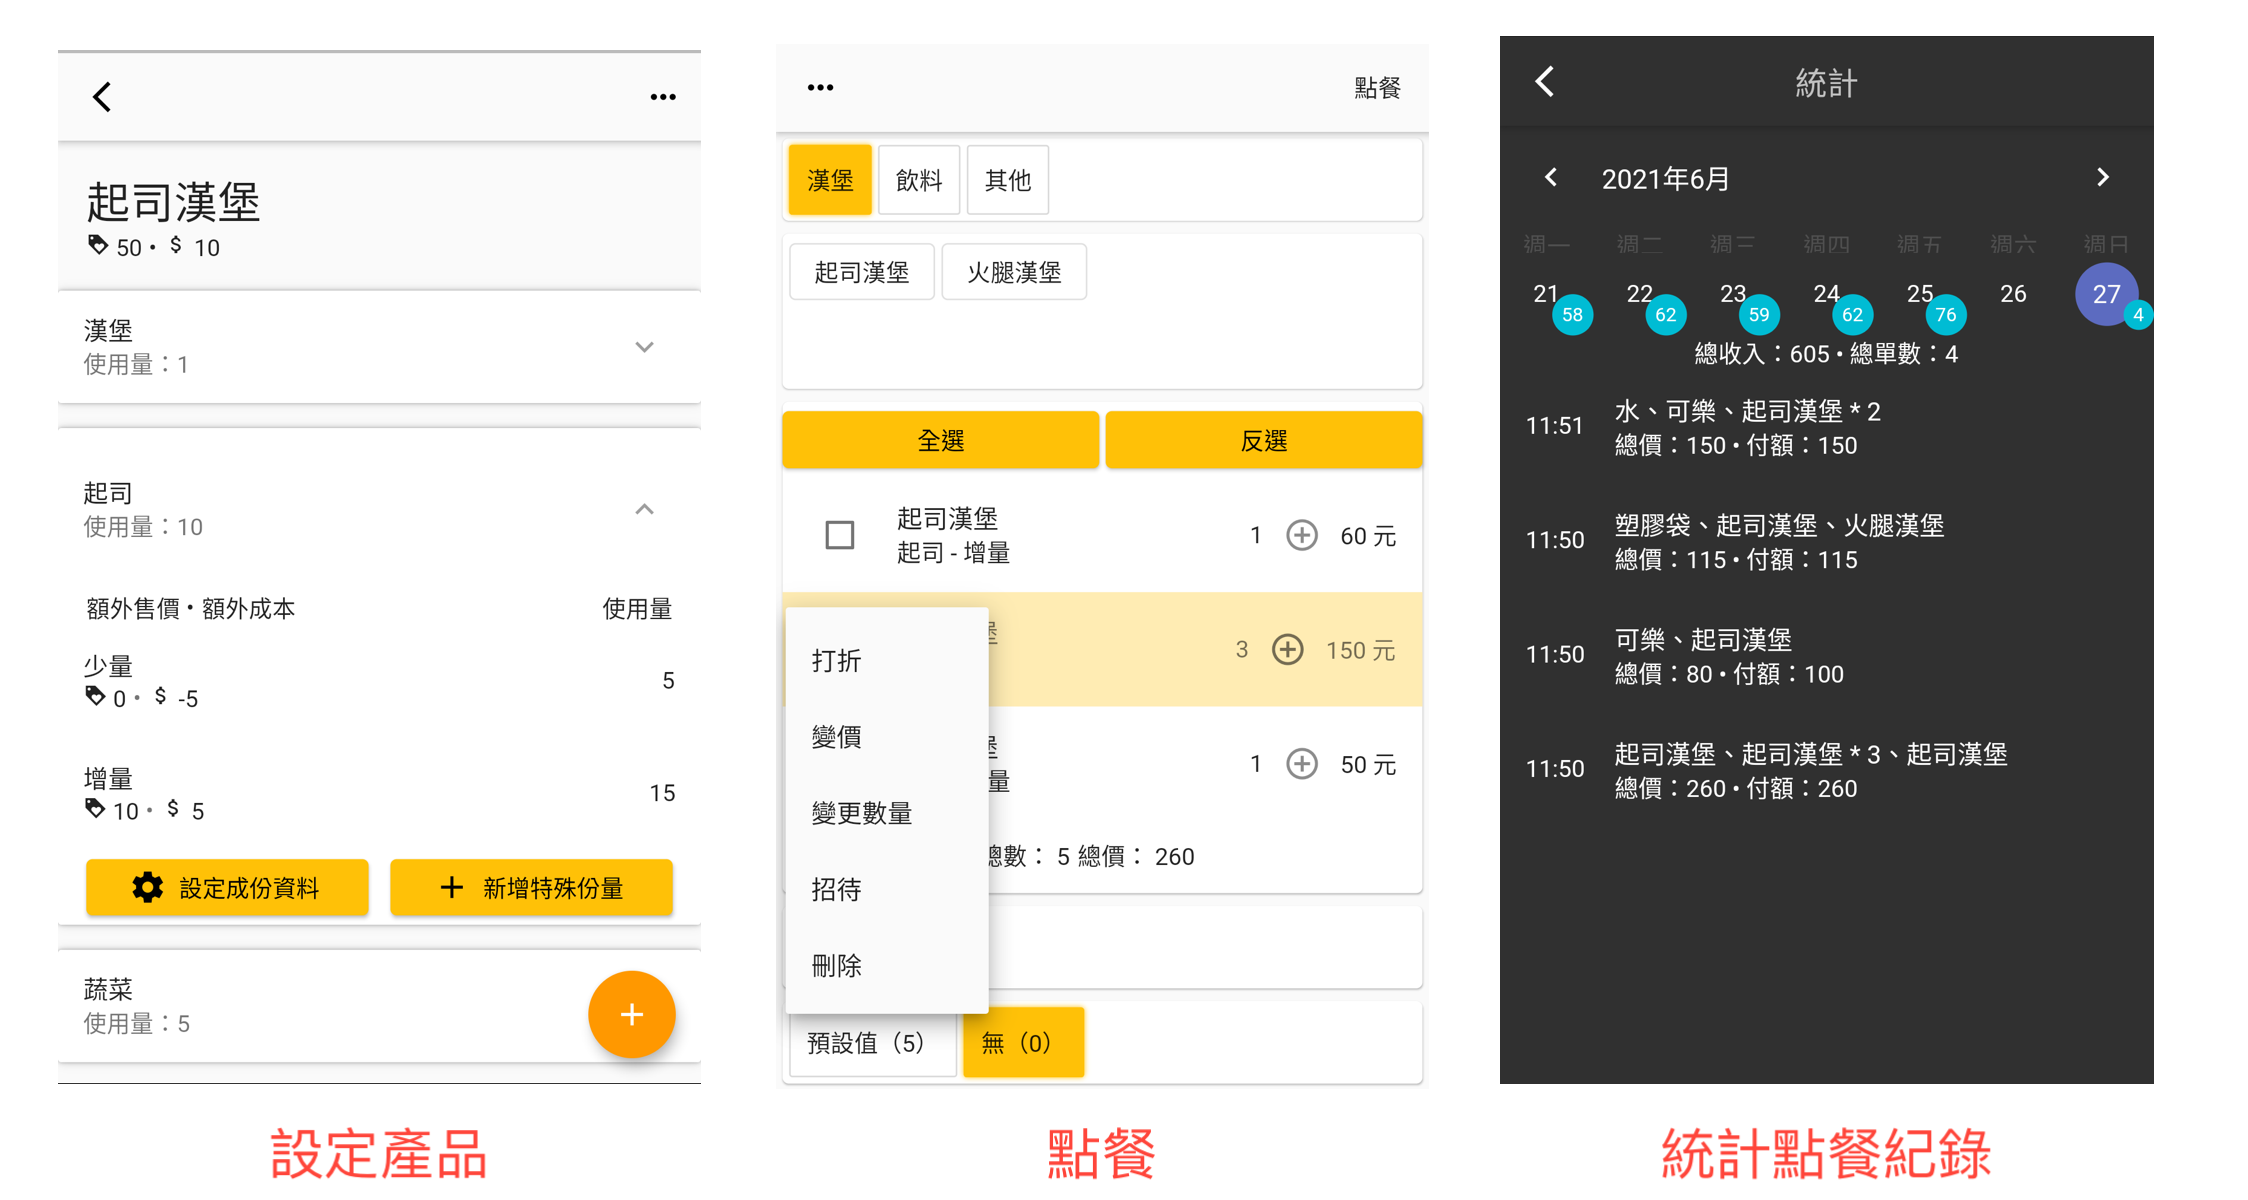 起司漢堡
50 • $ 10
漢堡
使用量：1
起司
使用量：10
額外售價 • 額外成本 使用量
少量
0 • $ -5
5
增量
10 • $ 5
15
設定成份資料
+ 新增特殊份量
蔬菜
使用量：5
+
設定產品
點餐
漢堡 飲料 其他
起司漢堡 火腿漢堡
全選 反選
起司漢堡
起司 - 增量
1 60 元
3 150 元
1 50 元
量
打折
變價
變更數量
招待
刪除
總數： 5 總價： 260
預設值（5） 無（0）
點餐
統計
2021年6月
週一 週二 週三 週四 週五 週六 週日
21 22 23 24 25 26 27
58 62 59 62 76 4
總收入：605 • 總單數：4
11:51
水、可樂、起司漢堡 * 2
總價：150 • 付額：150
11:50
塑膠袋、起司漢堡、火腿漢堡
總價：115 • 付額：115
11:50
可樂、起司漢堡
總價：80 • 付額：100
11:50
起司漢堡、起司漢堡 * 3、起司漢堡
總價：260 • 付額：260
統計點餐紀錄